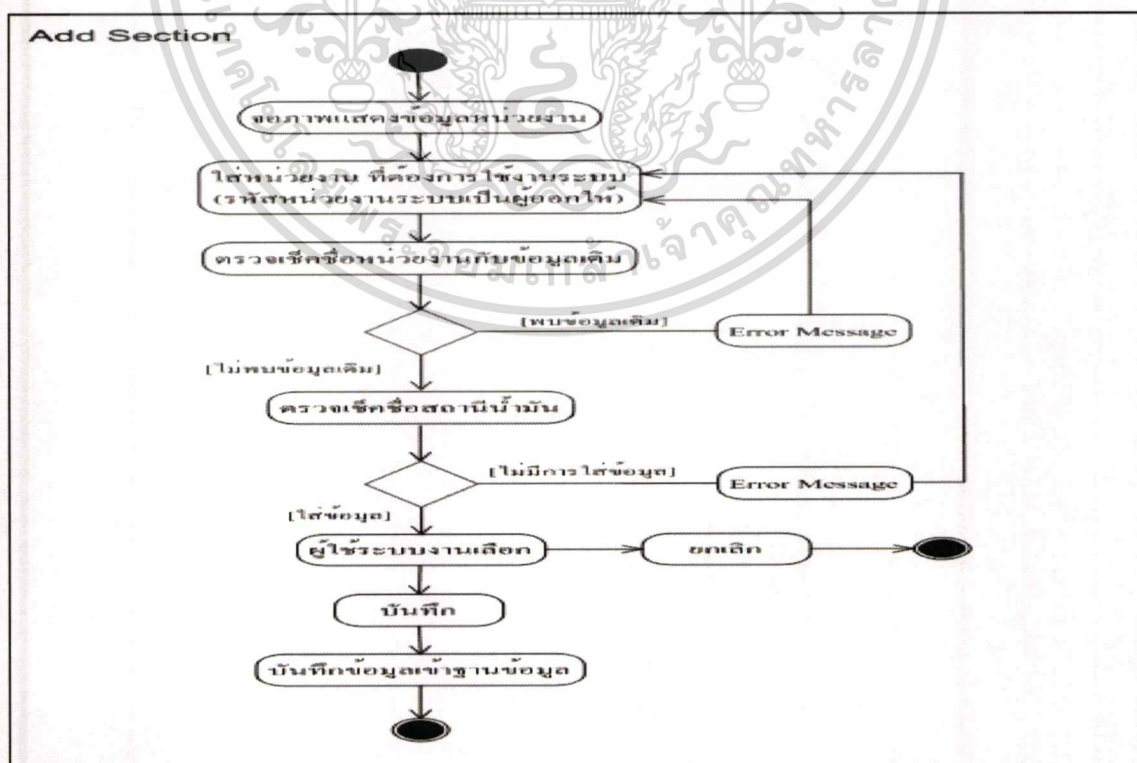 Add Section
จอภาพแสดงข้อมูลหน่วยงาน
ใส่หน่วยงาน ที่ต้องการใช้งานระบบ
(รหัสหน่วยงานระบบเป็นผู้ออกให้)
ตรวจเช็คชื่อหน่วยงานกับข้อมูลเดิม
[พบข้อมูลเดิม]
Error Message
[ไม่พบข้อมูลเดิม]
ตรวจเช็คชื่อสถานีน้ำมัน
[ไม่มีการใส่ข้อมูล]
Error Message
[ใส่ข้อมูล]
ผู้ใช้ระบบงานเลือก
ยกเลิก
บันทึก
บันทึกข้อมูลเข้าฐานข้อมูล